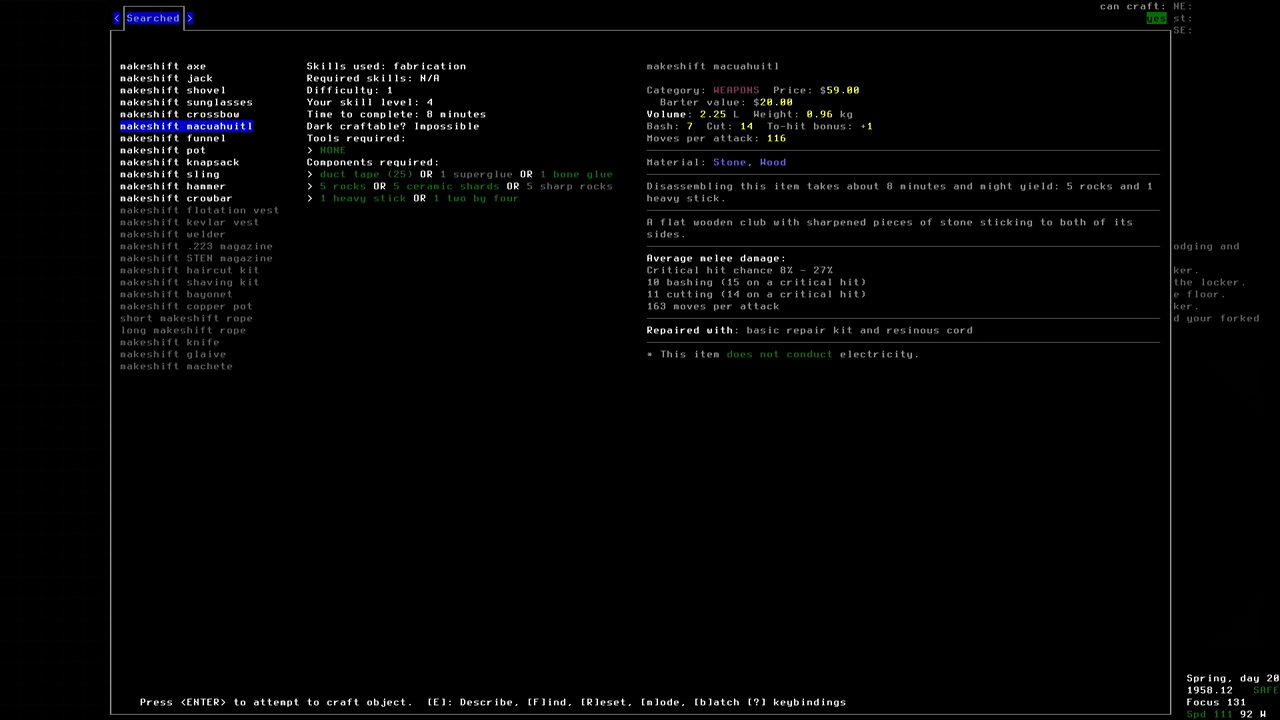 can craft: NE:
< Searched > yes st:
SE:
makeshift axe
makeshift jack
makeshift shovel
makeshift sunglasses
makeshift crossbow
makeshift macuahuitl
makeshift funnel
makeshift pot
makeshift knapsack
makeshift sling
makeshift hammer
makeshift crowbar
makeshift flotation vest
makeshift kevlar vest
makeshift welder
makeshift .223 magazine
makeshift STEN magazine
makeshift haircut kit
makeshift shaving kit
makeshift bayonet
makeshift copper pot
short makeshift rope
long makeshift rope
makeshift knife
makeshift glaive
makeshift machete
Skills used: fabrication
Required skills: N/A
Difficulty: 1
Your skill level: 4
Time to complete: 8 minutes
Dark craftable? Impossible
Tools required:
> NONE
Components required:
> duct tape (25) OR 1 superglue OR 1 bone glue
> 5 rocks OR 5 ceramic shards OR 5 sharp rocks
> 1 heavy stick OR 1 two by four
makeshift macuahuitl
Category: WEAPONS Price: $59.00
Barter value: $20.00
Volume: 2.25 L Weight: 0.96 kg
Bash: 7 Cut: 14 To-hit bonus: +1
Moves per attack: 116
Material: Stone, Wood
Disassembling this item takes about 8 minutes and might yield: 5 rocks and 1
heavy stick.
A flat wooden club with sharpened pieces of stone sticking to both of its
sides.
Average melee damage:
Critical hit chance 8% - 27%
10 bashing (15 on a critical hit)
11 cutting (14 on a critical hit)
163 moves per attack
Repaired with: basic repair kit and resinous cord
* This item does not conduct electricity.
odging and
ker.
the locker.
e floor.
ker.
d your forked
Press <ENTER> to attempt to craft object. [E]: Describe, [F]ind, [R]eset, [m]ode, [b]atch [?] keybindings
Spring, day 20
1958.12 SAFE
Focus 131
Spd 111 92 W